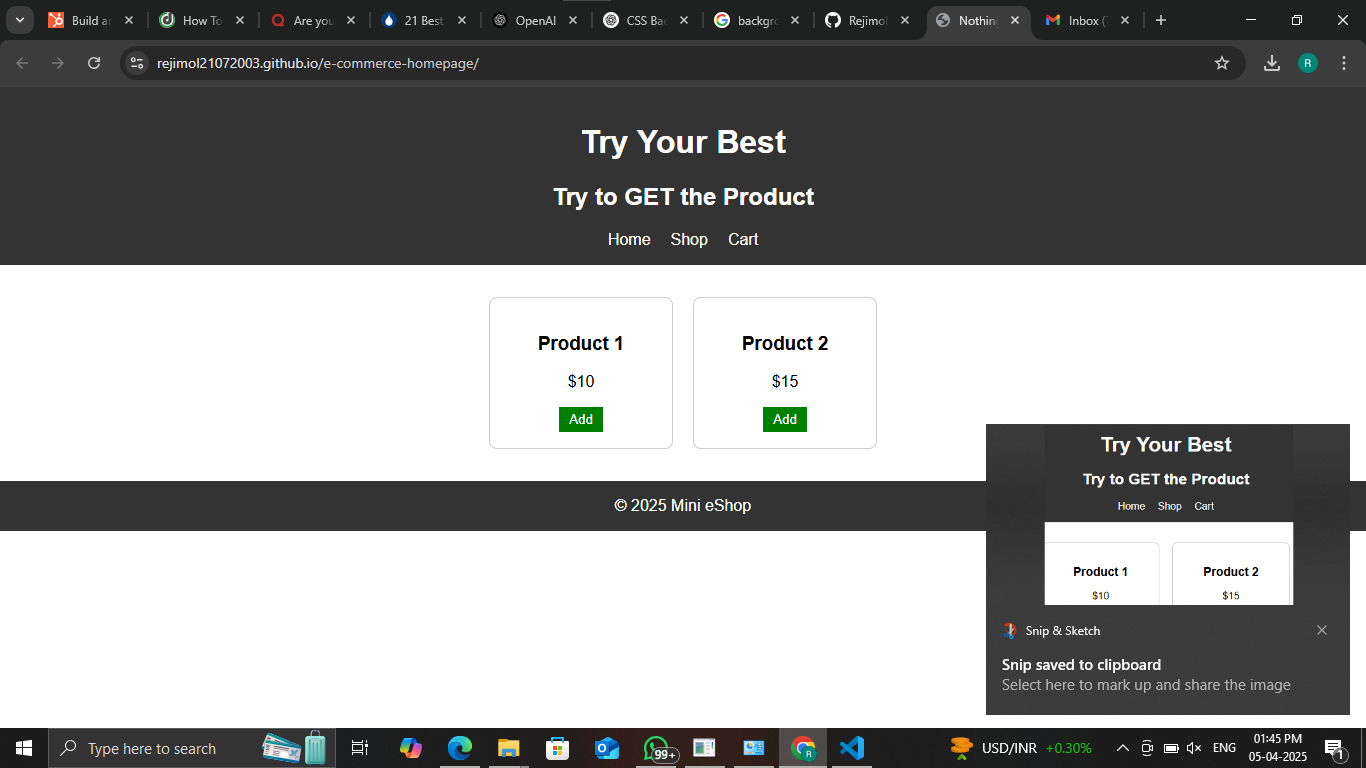 Build ar
How To
Are you
21 Best
OpenAI
CSS Bac
backgro
Rejimol
Nothing
Inbox (
rejimol21072003.github.io/e-commerce-homepage/
R
Try Your Best
Try to GET the Product
Home Shop Cart
Product 1
$10
Add
Product 2
$15
Add
© 2025 Mini eShop
Try Your Best
Try to GET the Product
Home Shop Cart
Product 1
$10
Product 2
$15
Snip & Sketch
Snip saved to clipboard
Select here to mark up and share the image
Type here to search
99+
R
USD/INR +0.30%
ENG
01:45 PM
05-04-2025
1